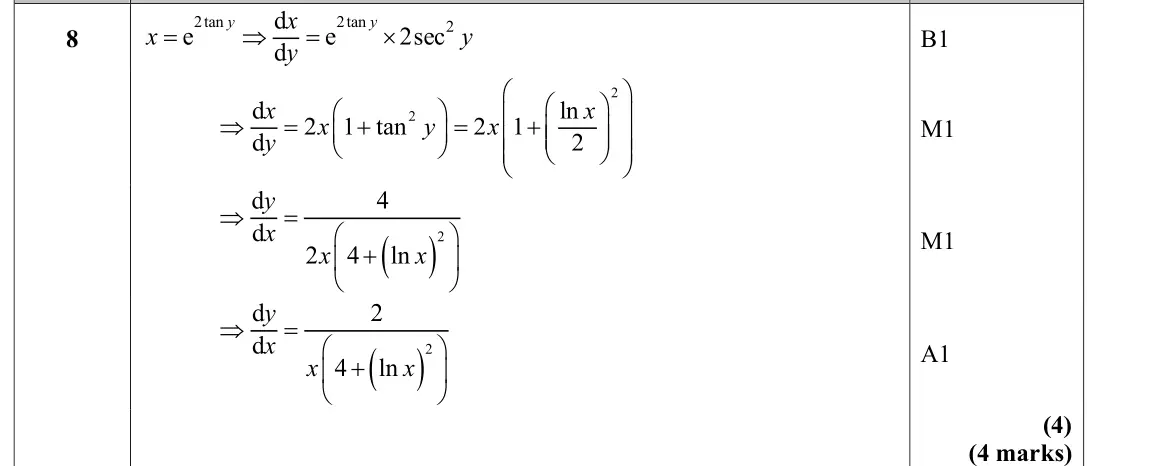 8 x = e^{2 tan y} ⇒ dx/dy = e^{2 tan y} × 2sec² y B1
⇒ dx/dy = 2x(1 + tan² y) = 2x(1 + (ln x / 2)²) M1
⇒ dy/dx = 4 / 2x(4 + (ln x)²) M1
⇒ dy/dx = 2 / x(4 + (ln x)²) A1
(4)
(4 marks)